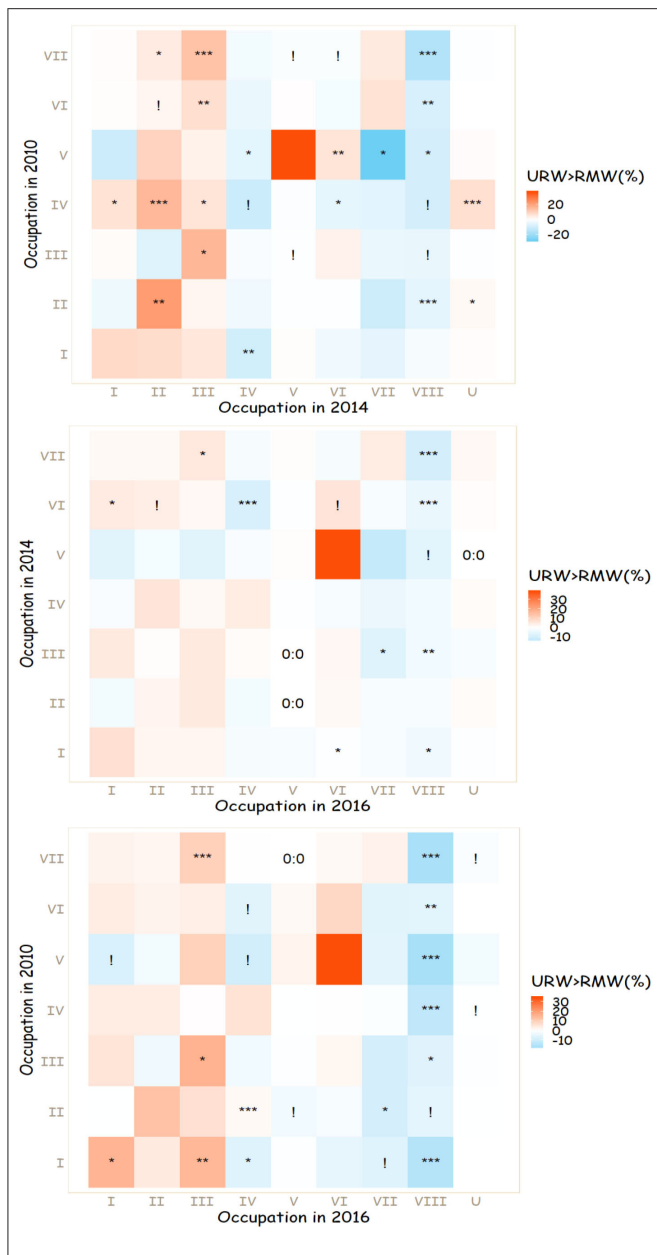 VII * *** ! ! ***
VI ! ** **
V * ** * *
URW>RMW(%)
20
0
-20
IV * *** * ! * ! ***
III * ! !
II ** *** *
I **
Occupation in 2010
I II III IV V VI VII VIII U
Occupation in 2014
VII * ***
VI * ! *** ! ***
V ! 0:0
URW>RMW(%)
30
20
10
0
-10
IV
III 0:0 * **
II 0:0
I * *
Occupation in 2014
I II III IV V VI VII VIII U
Occupation in 2016
VII *** 0:0 *** !
VI ! **
V ! ! ***
URW>RMW(%)
30
20
10
0
-10
IV *** !
III * *
II *** ! * !
I * ** * ! ***
Occupation in 2010
I II III IV V VI VII VIII U
Occupation in 2016